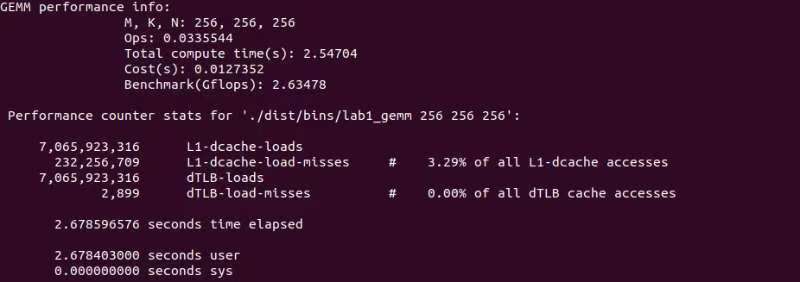 GEMM performance info:
M, K, N: 256, 256, 256
Ops: 0.0335544
Total compute time(s): 2.54704
Cost(s): 0.0127352
Benchmark(Gflops): 2.63478
Performance counter stats for './dist/bins/lab1_gemm 256 256 256':
7,065,923,316 L1-dcache-loads
232,256,709 L1-dcache-load-misses # 3.29% of all L1-dcache accesses
7,065,923,316 dTLB-loads
2,899 dTLB-load-misses # 0.00% of all dTLB cache accesses
2.678596576 seconds time elapsed
2.678403000 seconds user
0.000000000 seconds sys